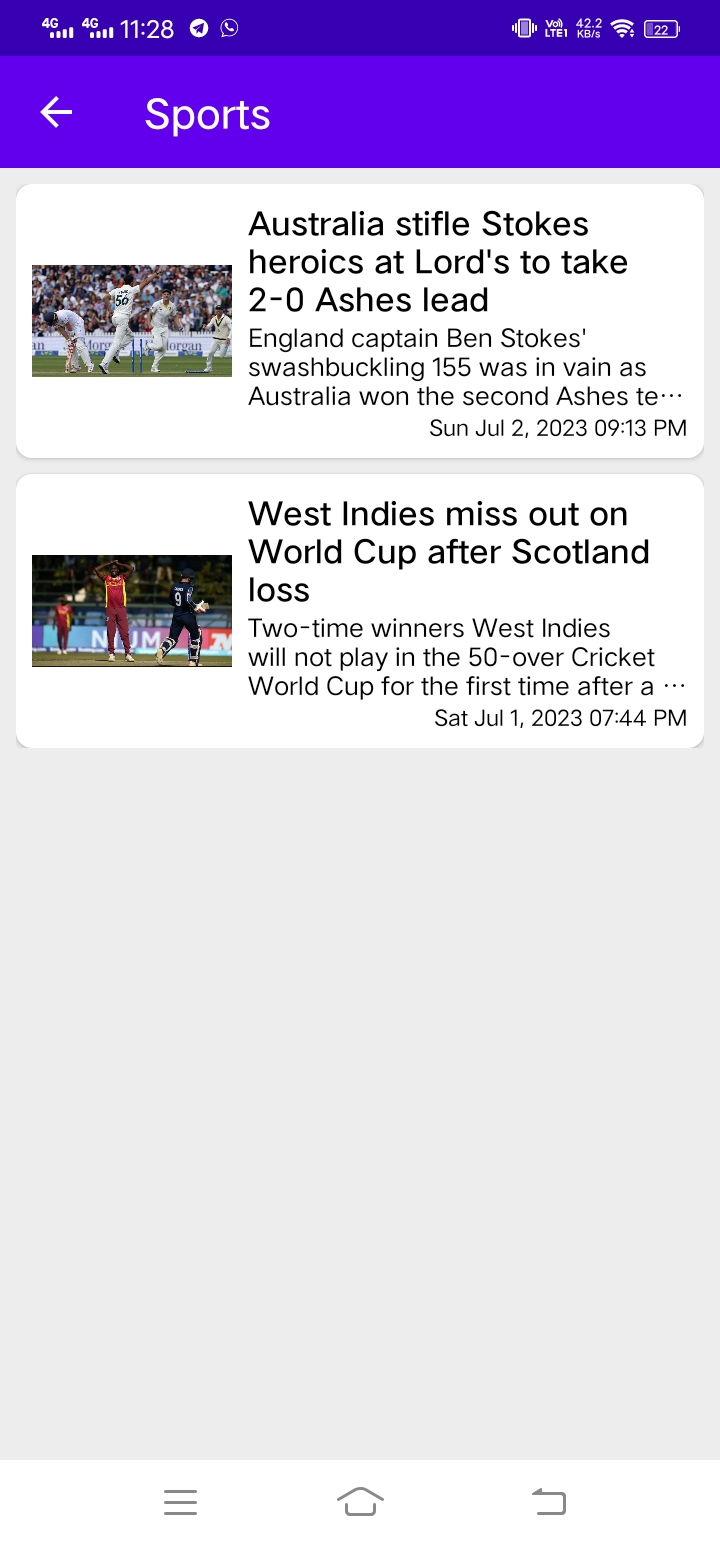 4G 4G 11:28 Vo) LTE1 42.2 KB/s 22
Sports
Australia stifle Stokes
heroics at Lord's to take
2-0 Ashes lead
England captain Ben Stokes'
swashbuckling 155 was in vain as
Australia won the second Ashes te...
Sun Jul 2, 2023 09:13 PM
56
Morgan
West Indies miss out on
World Cup after Scotland
loss
Two-time winners West Indies
will not play in the 50-over Cricket
World Cup for the first time after a ...
Sat Jul 1, 2023 07:44 PM
9